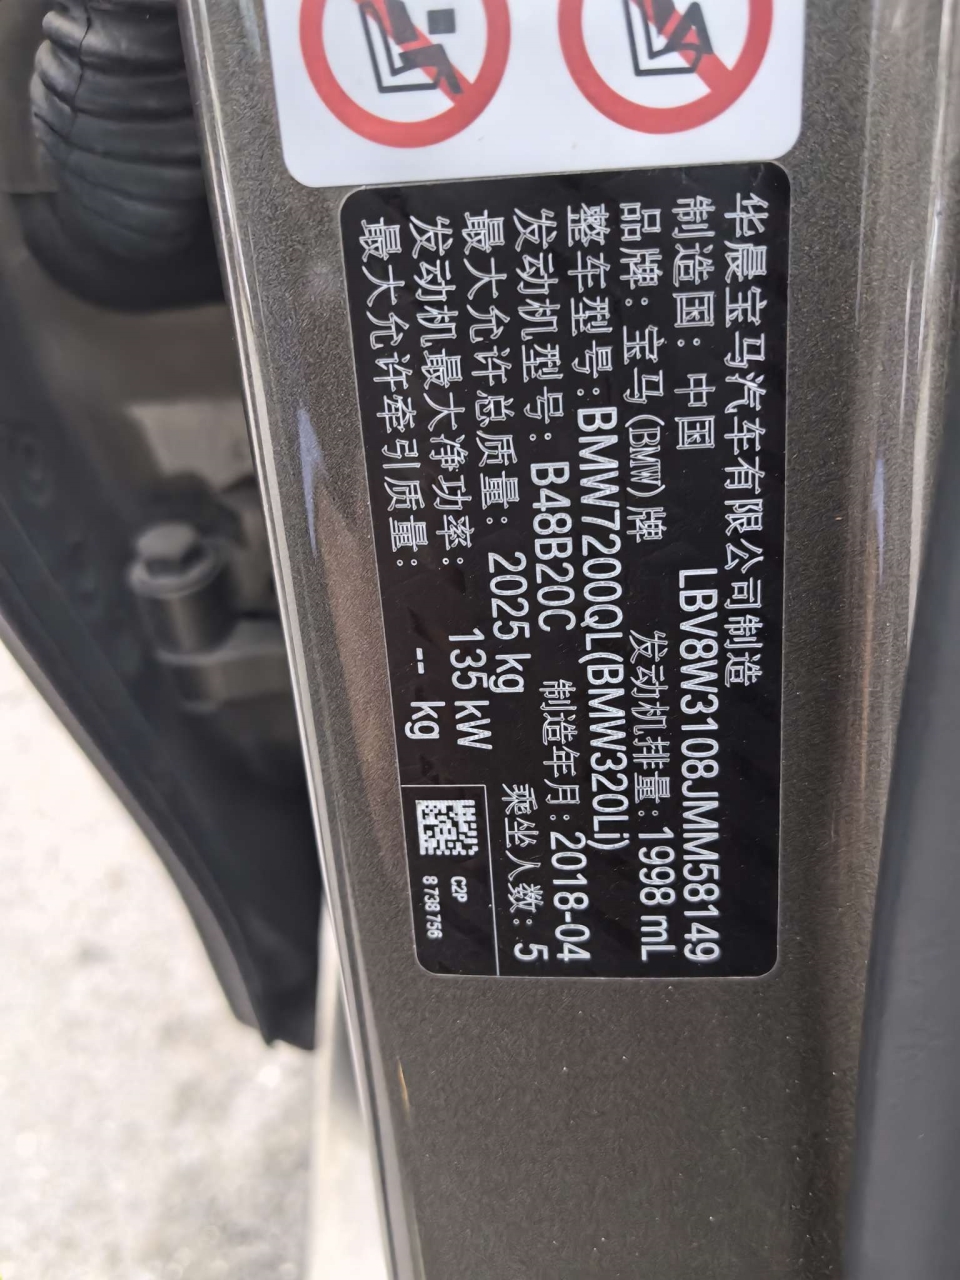 华晨宝马汽车有限公司制造
制造国：中国 LBV8W3108JMM58149
品牌：宝马(BMW)牌 发动机排量：1998 mL
整车型号：BMW7200QL(BMW320Li)
发动机型号：B48B20C 制造年月：2018-04
最大允许总质量：2025 kg 乘坐人数：5
发动机最大净功率：135 kW
最大允许牵引质量：-- kg
C2P
8 738 756